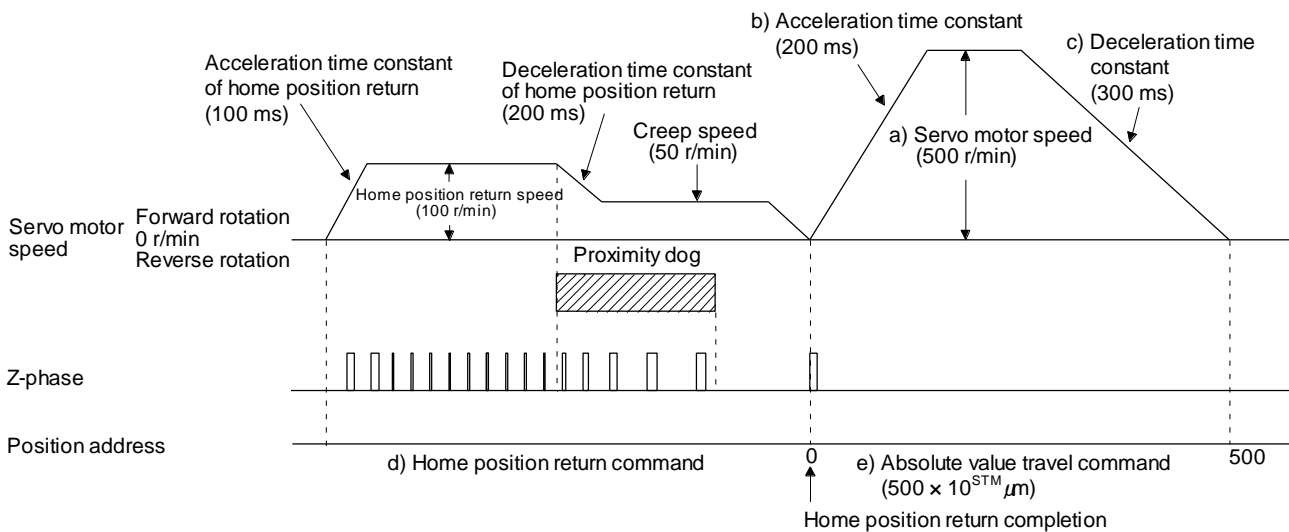 b) Acceleration time constant
(200 ms)
c) Deceleration time
constant
(300 ms)
Acceleration time constant
of home position return
(100 ms)
Deceleration time constant
of home position return
(200 ms)
Creep speed
(50 r/min)
a) Servo motor speed
(500 r/min)
Home position return speed
(100 r/min)
Servo motor
speed
Forward rotation
0 r/min
Reverse rotation
Proximity dog
Z-phase
Position address
d) Home position return command
0
e) Absolute value travel command
(500 × 10^STM μm)
500
Home position return completion